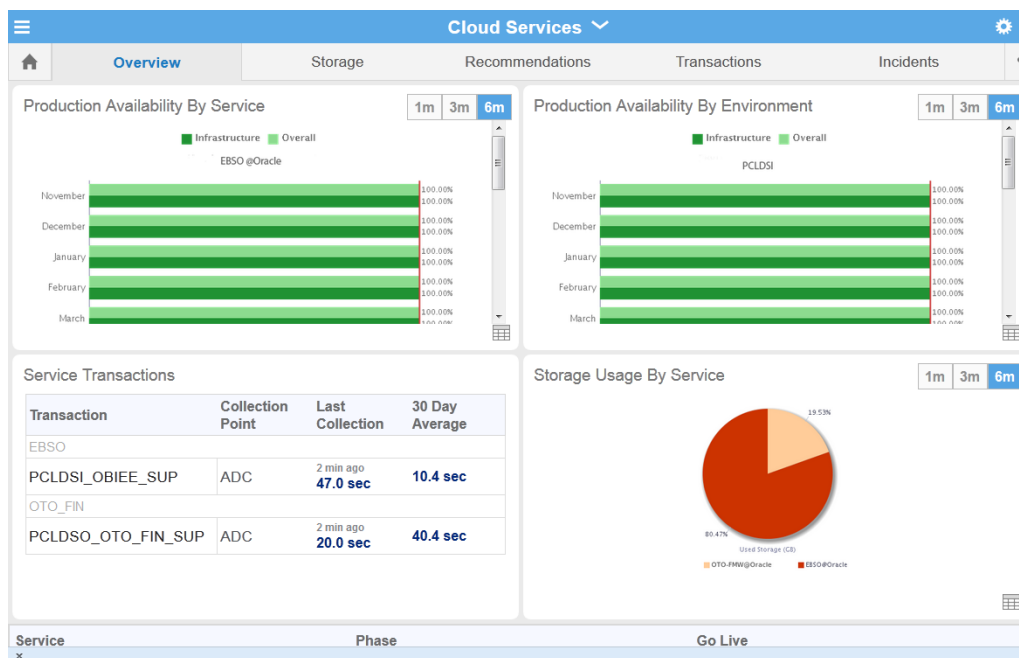 Cloud Services
Overview Storage Recommendations Transactions Incidents
Production Availability By Service
1m 3m 6m
Infrastructure Overall
EBSO @Oracle
November 100.00% 100.00%
December 100.00% 100.00%
January 100.00% 100.00%
February 100.00% 100.00%
March 100.00% 100.00%
Production Availability By Environment
1m 3m 6m
Infrastructure Overall
PCLDSI
November 100.00% 100.00%
December 100.00% 100.00%
January 100.00% 100.00%
February 100.00% 100.00%
March 100.00% 100.00%
Service Transactions
Transaction Collection Point Last Collection 30 Day Average
EBSO
PCLDSI_OBIEE_SUP ADC 2 min ago 47.0 sec 10.4 sec
OTO_FIN
PCLDSO_OTO_FIN_SUP ADC 2 min ago 20.0 sec 40.4 sec
Storage Usage By Service
1m 3m 6m
19.53%
80.47%
Used Storage (GB)
OTO-FMW@Oracle EBSO@Oracle
Service Phase Go Live